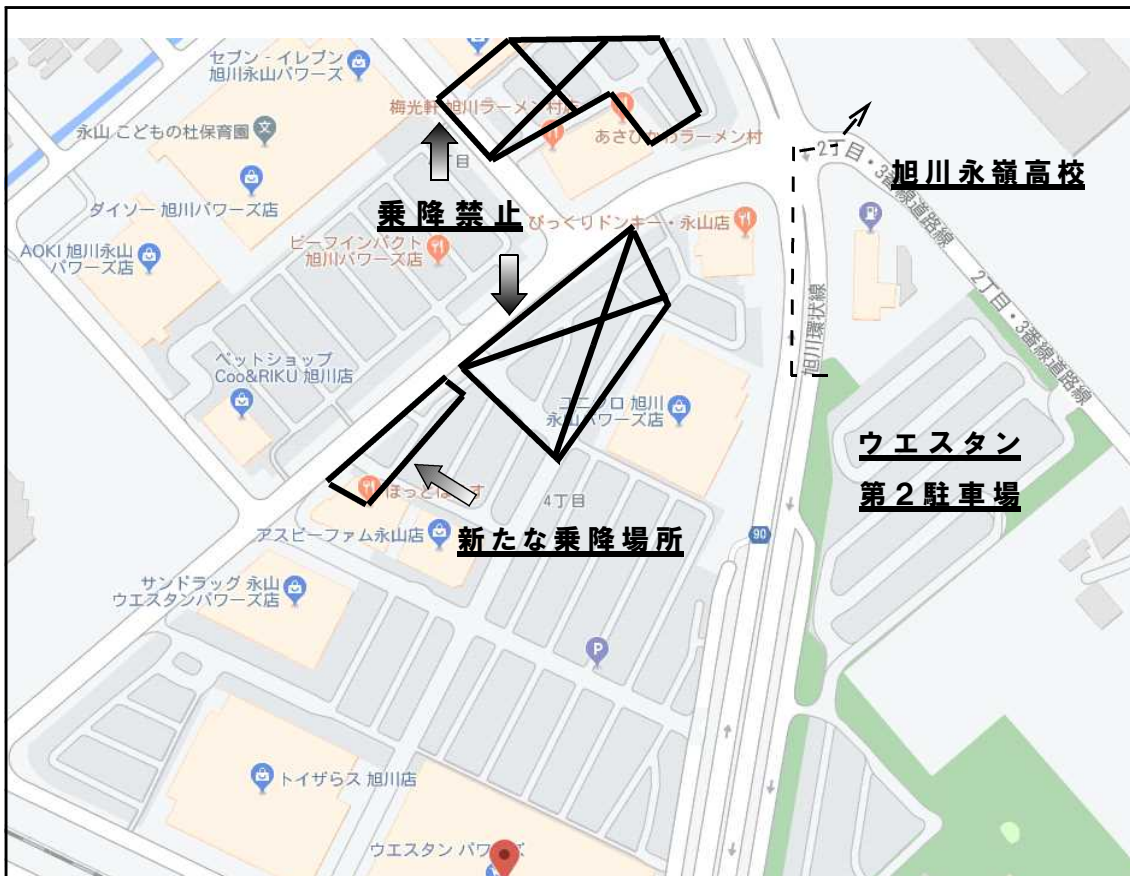 セブン‐イレブン
旭川永山パワーズ
梅光軒 旭川ラーメン村店
あさひかわラーメン村
永山 こどもの杜保育園
丁目
ダイソー 旭川パワーズ店
乗降禁止
びっくりドンキー・永山店
2丁目・3番線道路線
旭川永嶺高校
AOKI 旭川永山
パワーズ店
ビーフインパクト
旭川パワーズ店
旭川環状線
2丁目・3番線道路線
ペットショップ
Coo&RIKU 旭川店
ユニクロ 旭川
永山パワーズ店
ウエスタン
第2駐車場
4丁目
アスビーファム永山店
新たな乗降場所
90
サンドラッグ 永山
ウエスタンパワーズ店
P
トイザらス 旭川店
ウエスタン パワーズ